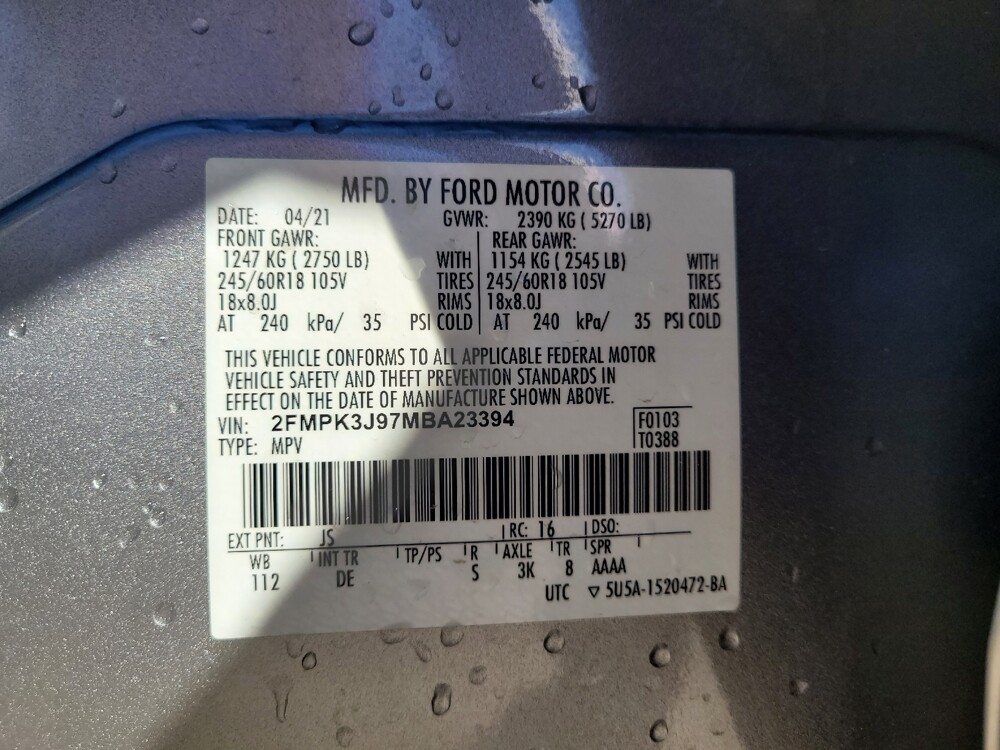 MFD. BY FORD MOTOR CO.
DATE: 04/21 GVWR: 2390 KG ( 5270 LB)
FRONT GAWR: REAR GAWR:
1247 KG ( 2750 LB) WITH 1154 KG ( 2545 LB) WITH
245/60R18 105V TIRES 245/60R18 105V TIRES
18x8.0J RIMS 18x8.0J RIMS
AT 240 kPa/ 35 PSI COLD AT 240 kPa/ 35 PSI COLD
THIS VEHICLE CONFORMS TO ALL APPLICABLE FEDERAL MOTOR
VEHICLE SAFETY AND THEFT PREVENTION STANDARDS IN
EFFECT ON THE DATE OF MANUFACTURE SHOWN ABOVE.
VIN: 2FMPK3J97MBA23394 F0103
TYPE: MPV T0388
EXT PNT: JS RC: 16 DSO:
WB INT TR TP/PS R AXLE TR SPR
112 DE S 3K 8 AAAA
UTC ▽ 5U5A-1520472-BA